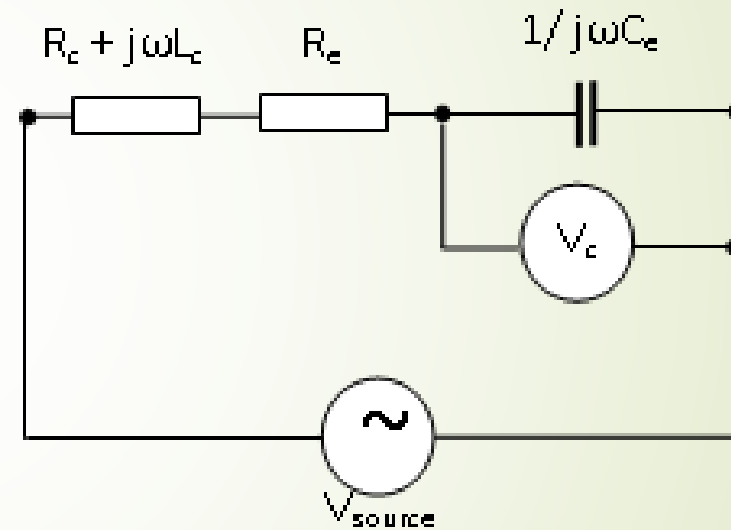 R_c + jωL_c
R_e
1/jωC_e
V_c
~
V_source